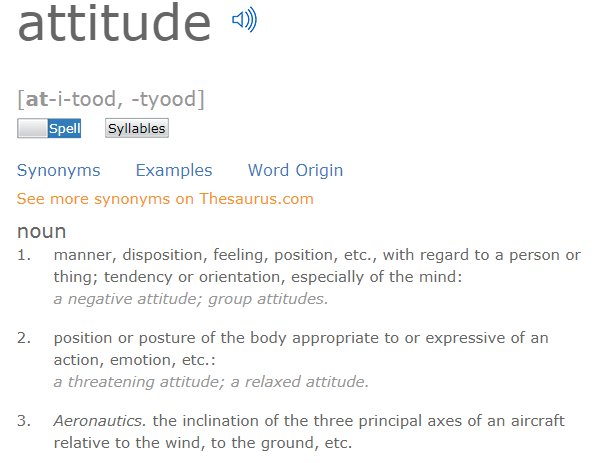 attitude
[at-i-tood, -tyood]
Spell Syllables
Synonyms Examples Word Origin
See more synonyms on Thesaurus.com
noun
1. manner, disposition, feeling, position, etc., with regard to a person or
thing; tendency or orientation, especially of the mind:
a negative attitude; group attitudes.
2. position or posture of the body appropriate to or expressive of an
action, emotion, etc.:
a threatening attitude; a relaxed attitude.
3. Aeronautics. the inclination of the three principal axes of an aircraft
relative to the wind, to the ground, etc.